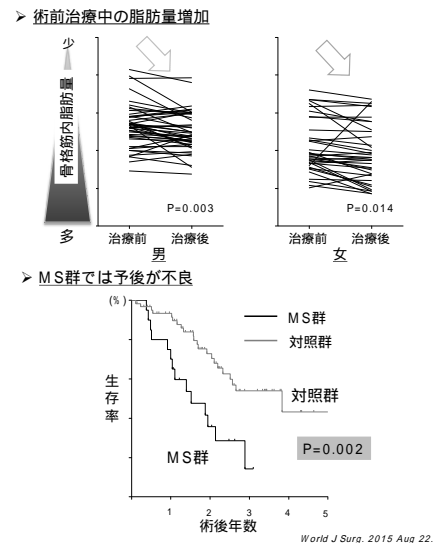 ➢ 術前治療中の脂肪量増加
少
骨格筋内脂肪量
多
P=0.003
治療前 治療後
男
P=0.014
治療前 治療後
女
➢ MS群では予後が不良
(%)
生存率
MS群
対照群
対照群
MS群
P=0.002
1 2 3 4 5
術後年数
World J Surg. 2015 Aug 22.